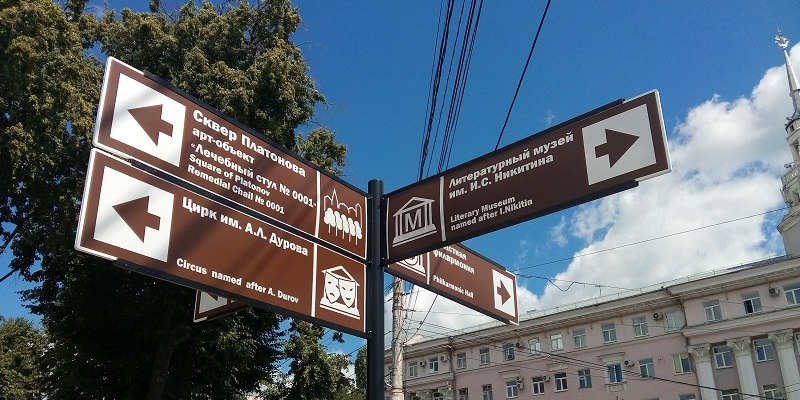 Сквер Платонова
арт-объект
"Лечебный стул № 0001"
Square of Platonov
Remedial Chail № 0001
Цирк им. А.Л. Дурова
Circus named after A. Durov
Литературный музей
им. И.С. Никитина
Literary Museum
named after I.Nikitin
M
филармония
Philharmonic Hall